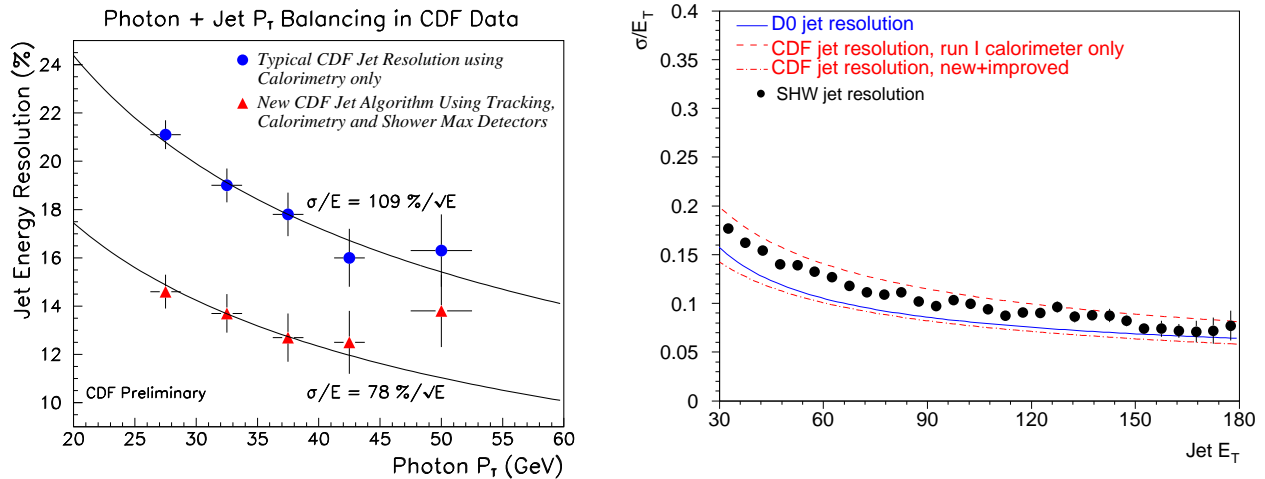 Photon + Jet P_T Balancing in CDF Data
Jet Energy Resolution (%)
24
22
20
18
16
14
12
10
Typical CDF Jet Resolution using
Calorimetry only
New CDF Jet Algorithm Using Tracking,
Calorimetry and Shower Max Detectors
σ/E = 109 %/√E
σ/E = 78 %/√E
CDF Preliminary
20 25 30 35 40 45 50 55 60
Photon P_T (GeV)
σ/E_T
0.4
0.35
0.3
0.25
0.2
0.15
0.1
0.05
0
D0 jet resolution
CDF jet resolution, run I calorimeter only
CDF jet resolution, new+improved
SHW jet resolution
30 60 90 120 150 180
Jet E_T